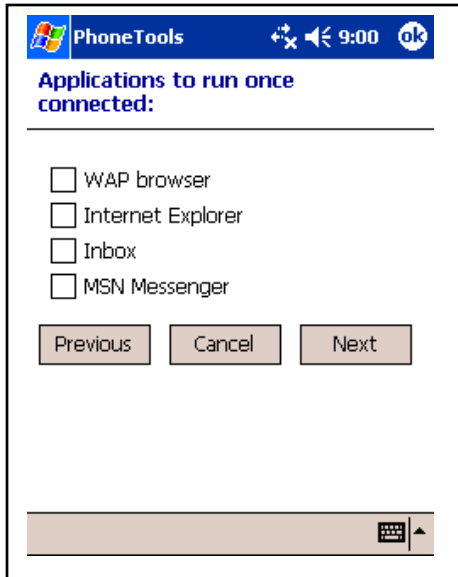 PhoneTools 9:00 ok
Applications to run once
connected:
WAP browser
Internet Explorer
Inbox
MSN Messenger
Previous Cancel Next